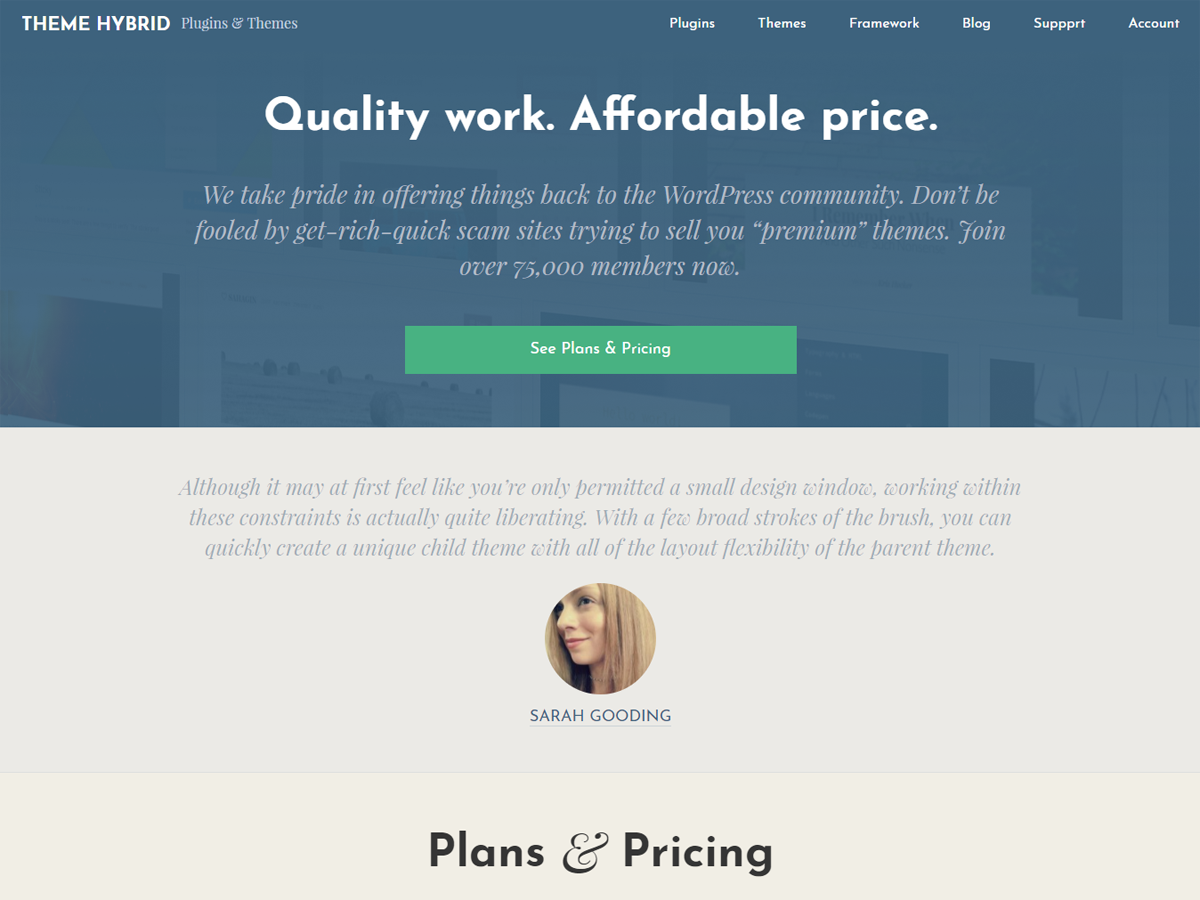 THEME HYBRID Plugins & Themes Plugins Themes Framework Blog Suppprt Account
Quality work. Affordable price.
We take pride in offering things back to the WordPress community. Don’t be
fooled by get-rich-quick scam sites trying to sell you “premium” themes. Join
over 75,000 members now.
See Plans & Pricing
Although it may at first feel like you’re only permitted a small design window, working within
these constraints is actually quite liberating. With a few broad strokes of the brush, you can
quickly create a unique child theme with all of the layout flexibility of the parent theme.
SARAH GOODING
Plans & Pricing